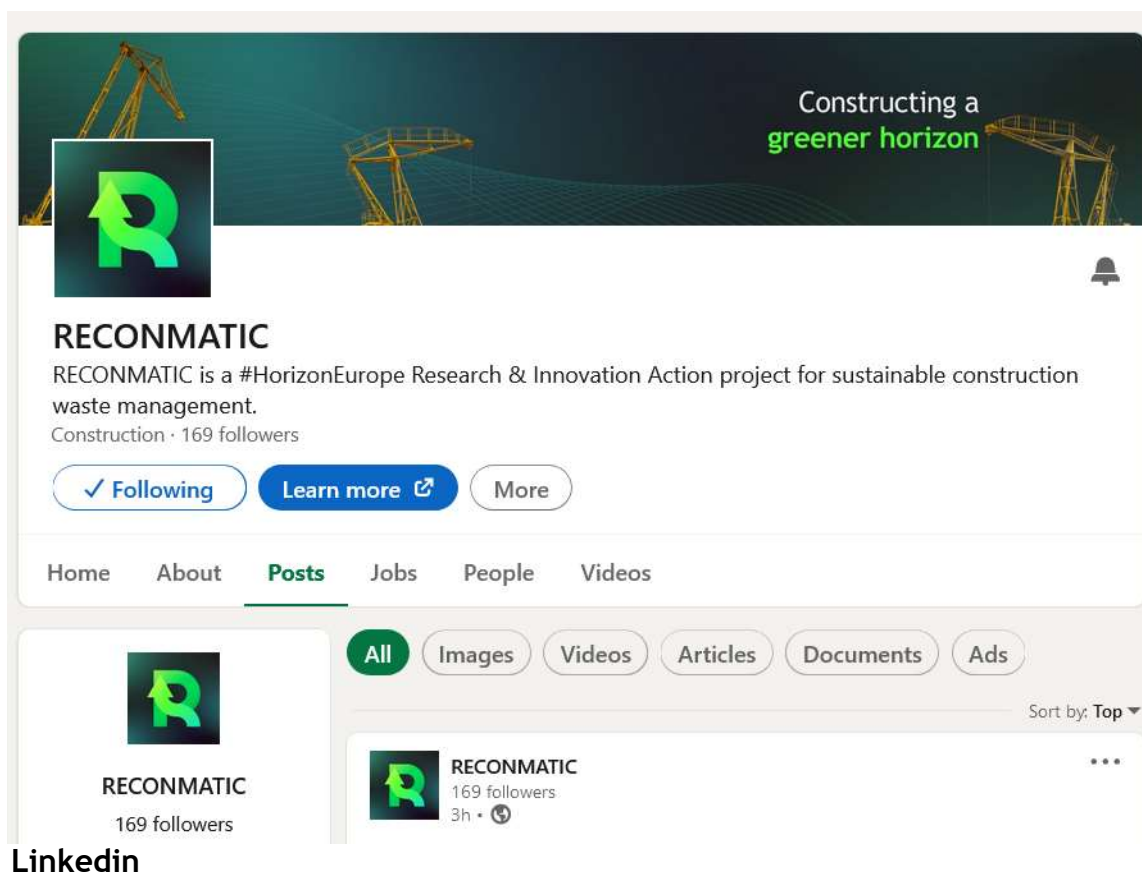 Constructing a
greener horizon
RECONMATIC
RECONMATIC is a #HorizonEurope Research & Innovation Action project for sustainable construction
waste management.
Construction · 169 followers
✓ Following
Learn more
More
Home About Posts Jobs People Videos
All Images Videos Articles Documents Ads
Sort by: Top
RECONMATIC
169 followers
RECONMATIC
169 followers
3h •
Linkedin